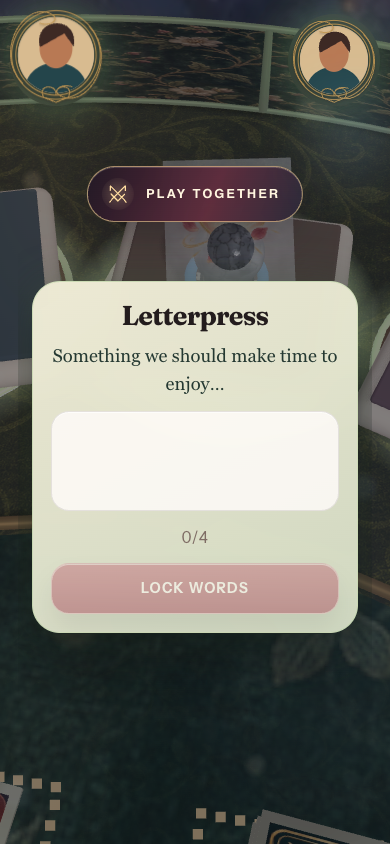 PLAY TOGETHER
Letterpress
Something we should make time to
enjoy...
0/4
LOCK WORDS